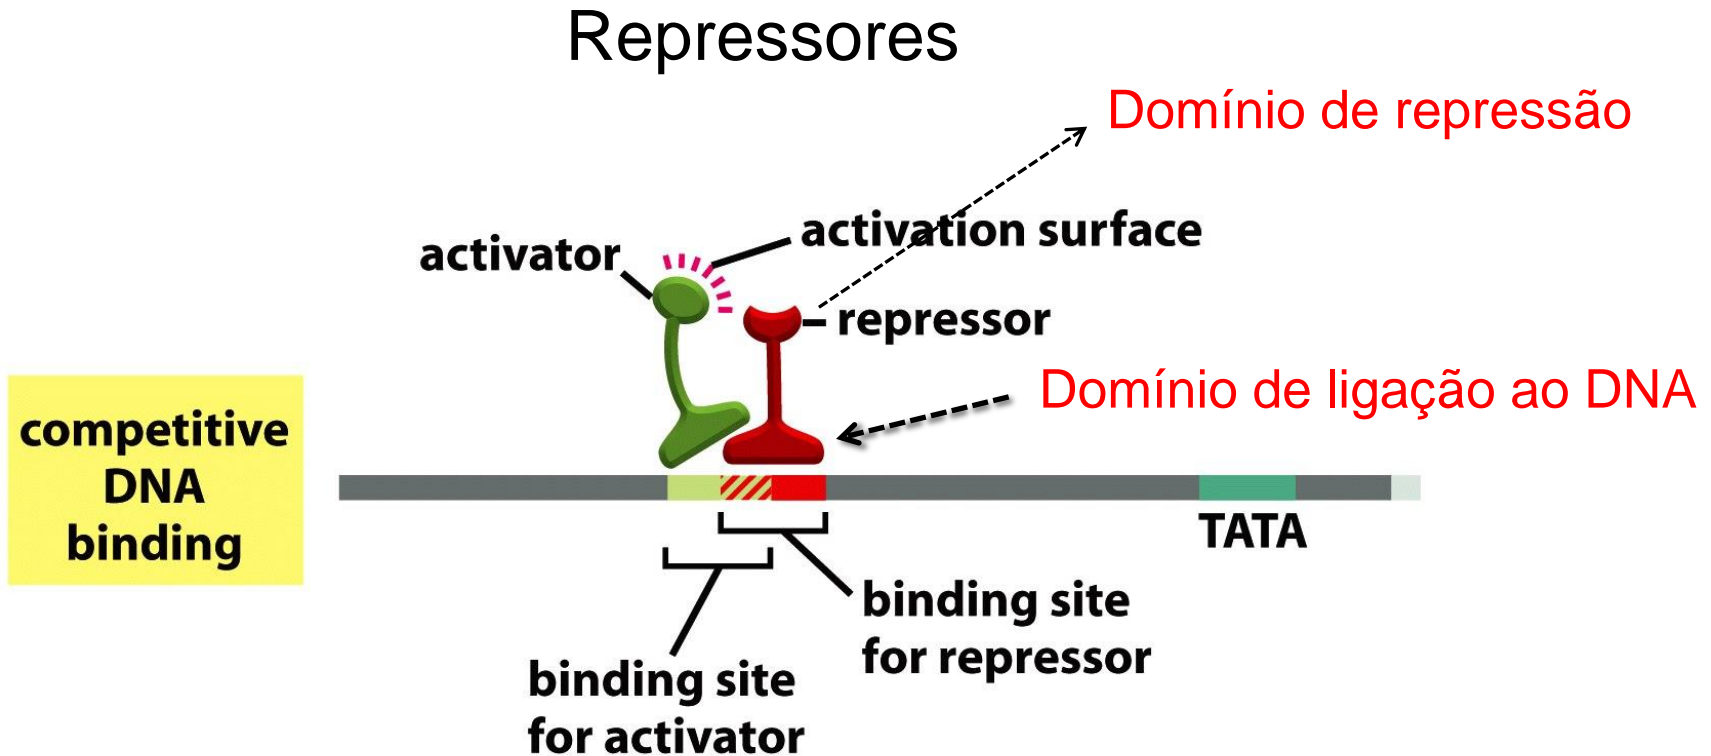 Repressores
Domínio de repressão
activation surface
activator
repressor
Domínio de ligação ao DNA
competitive
DNA
binding
TATA
binding site
for repressor
binding site
for activator